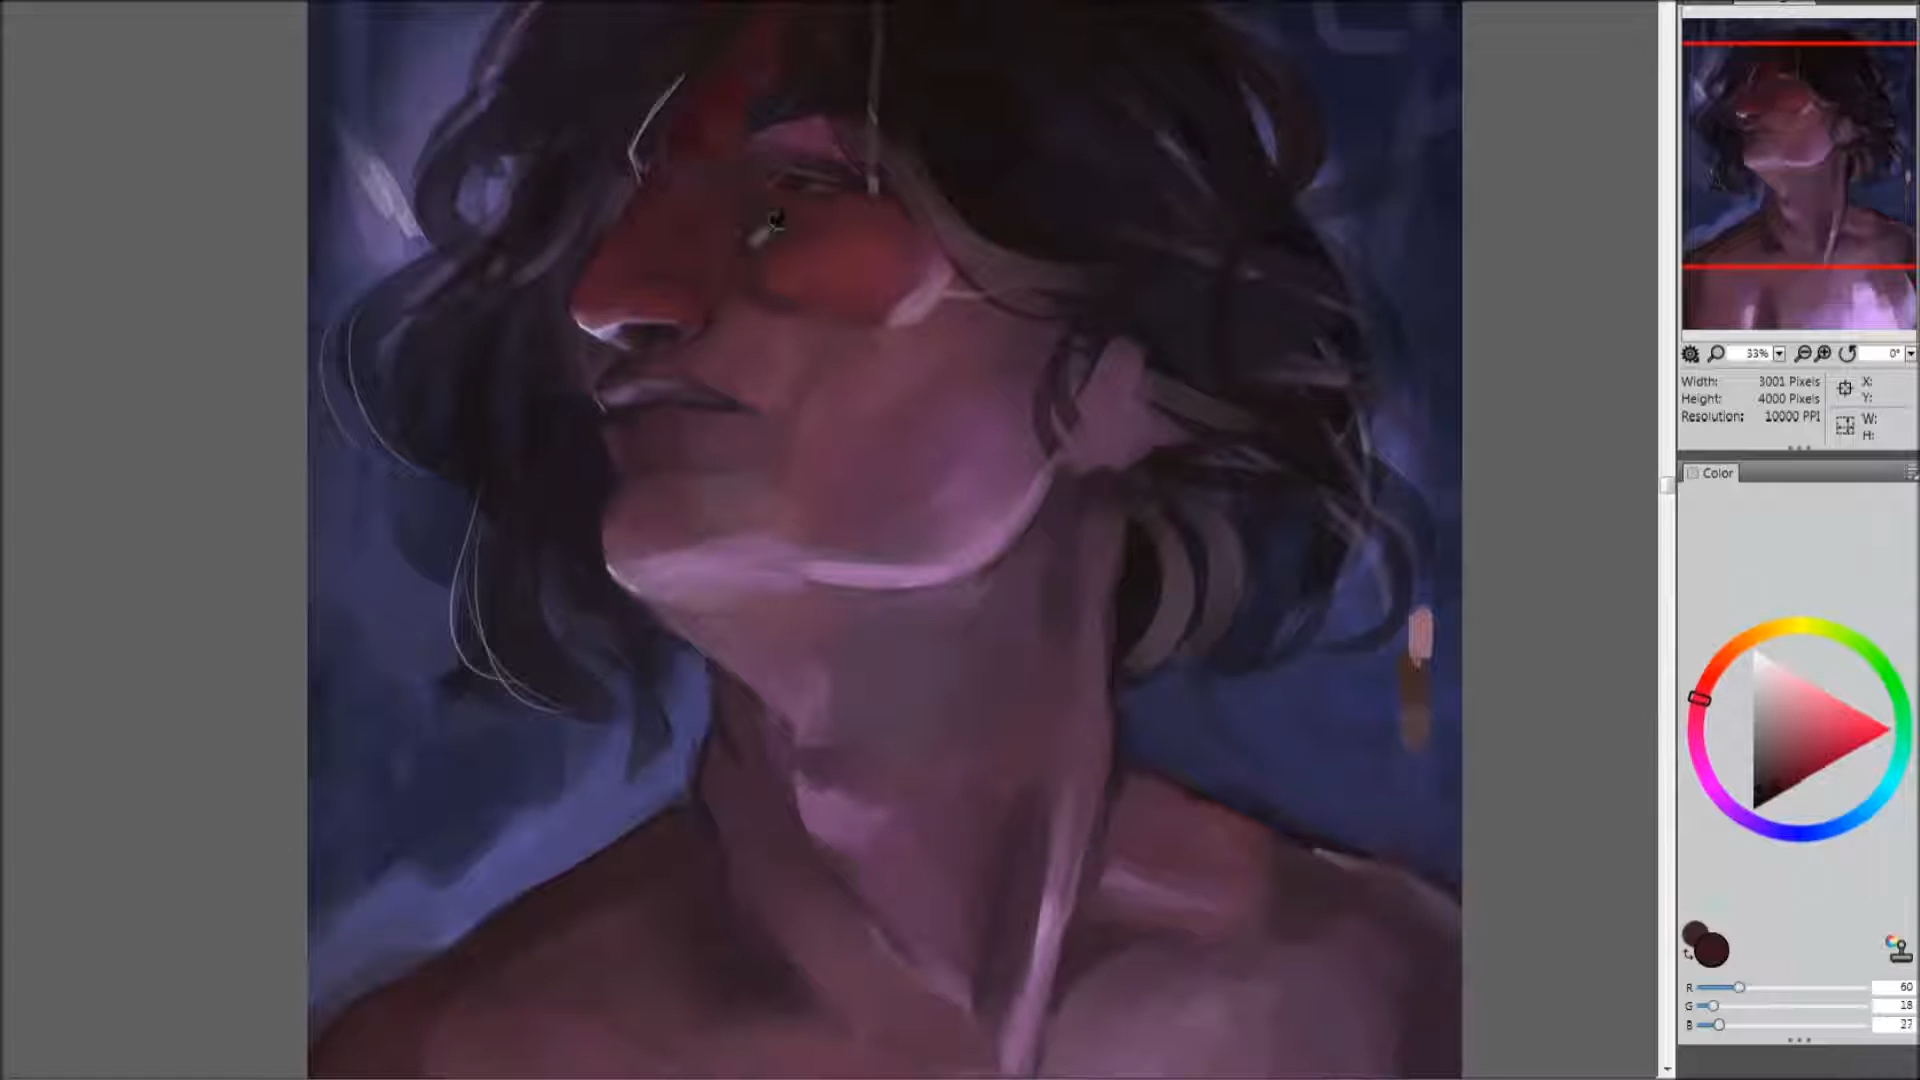 33%
0°
Width: 3001 Pixels
Height: 4000 Pixels
Resolution: 10000 PPI
X:
Y:
W:
H:
Color
R 60
G 18
B 27